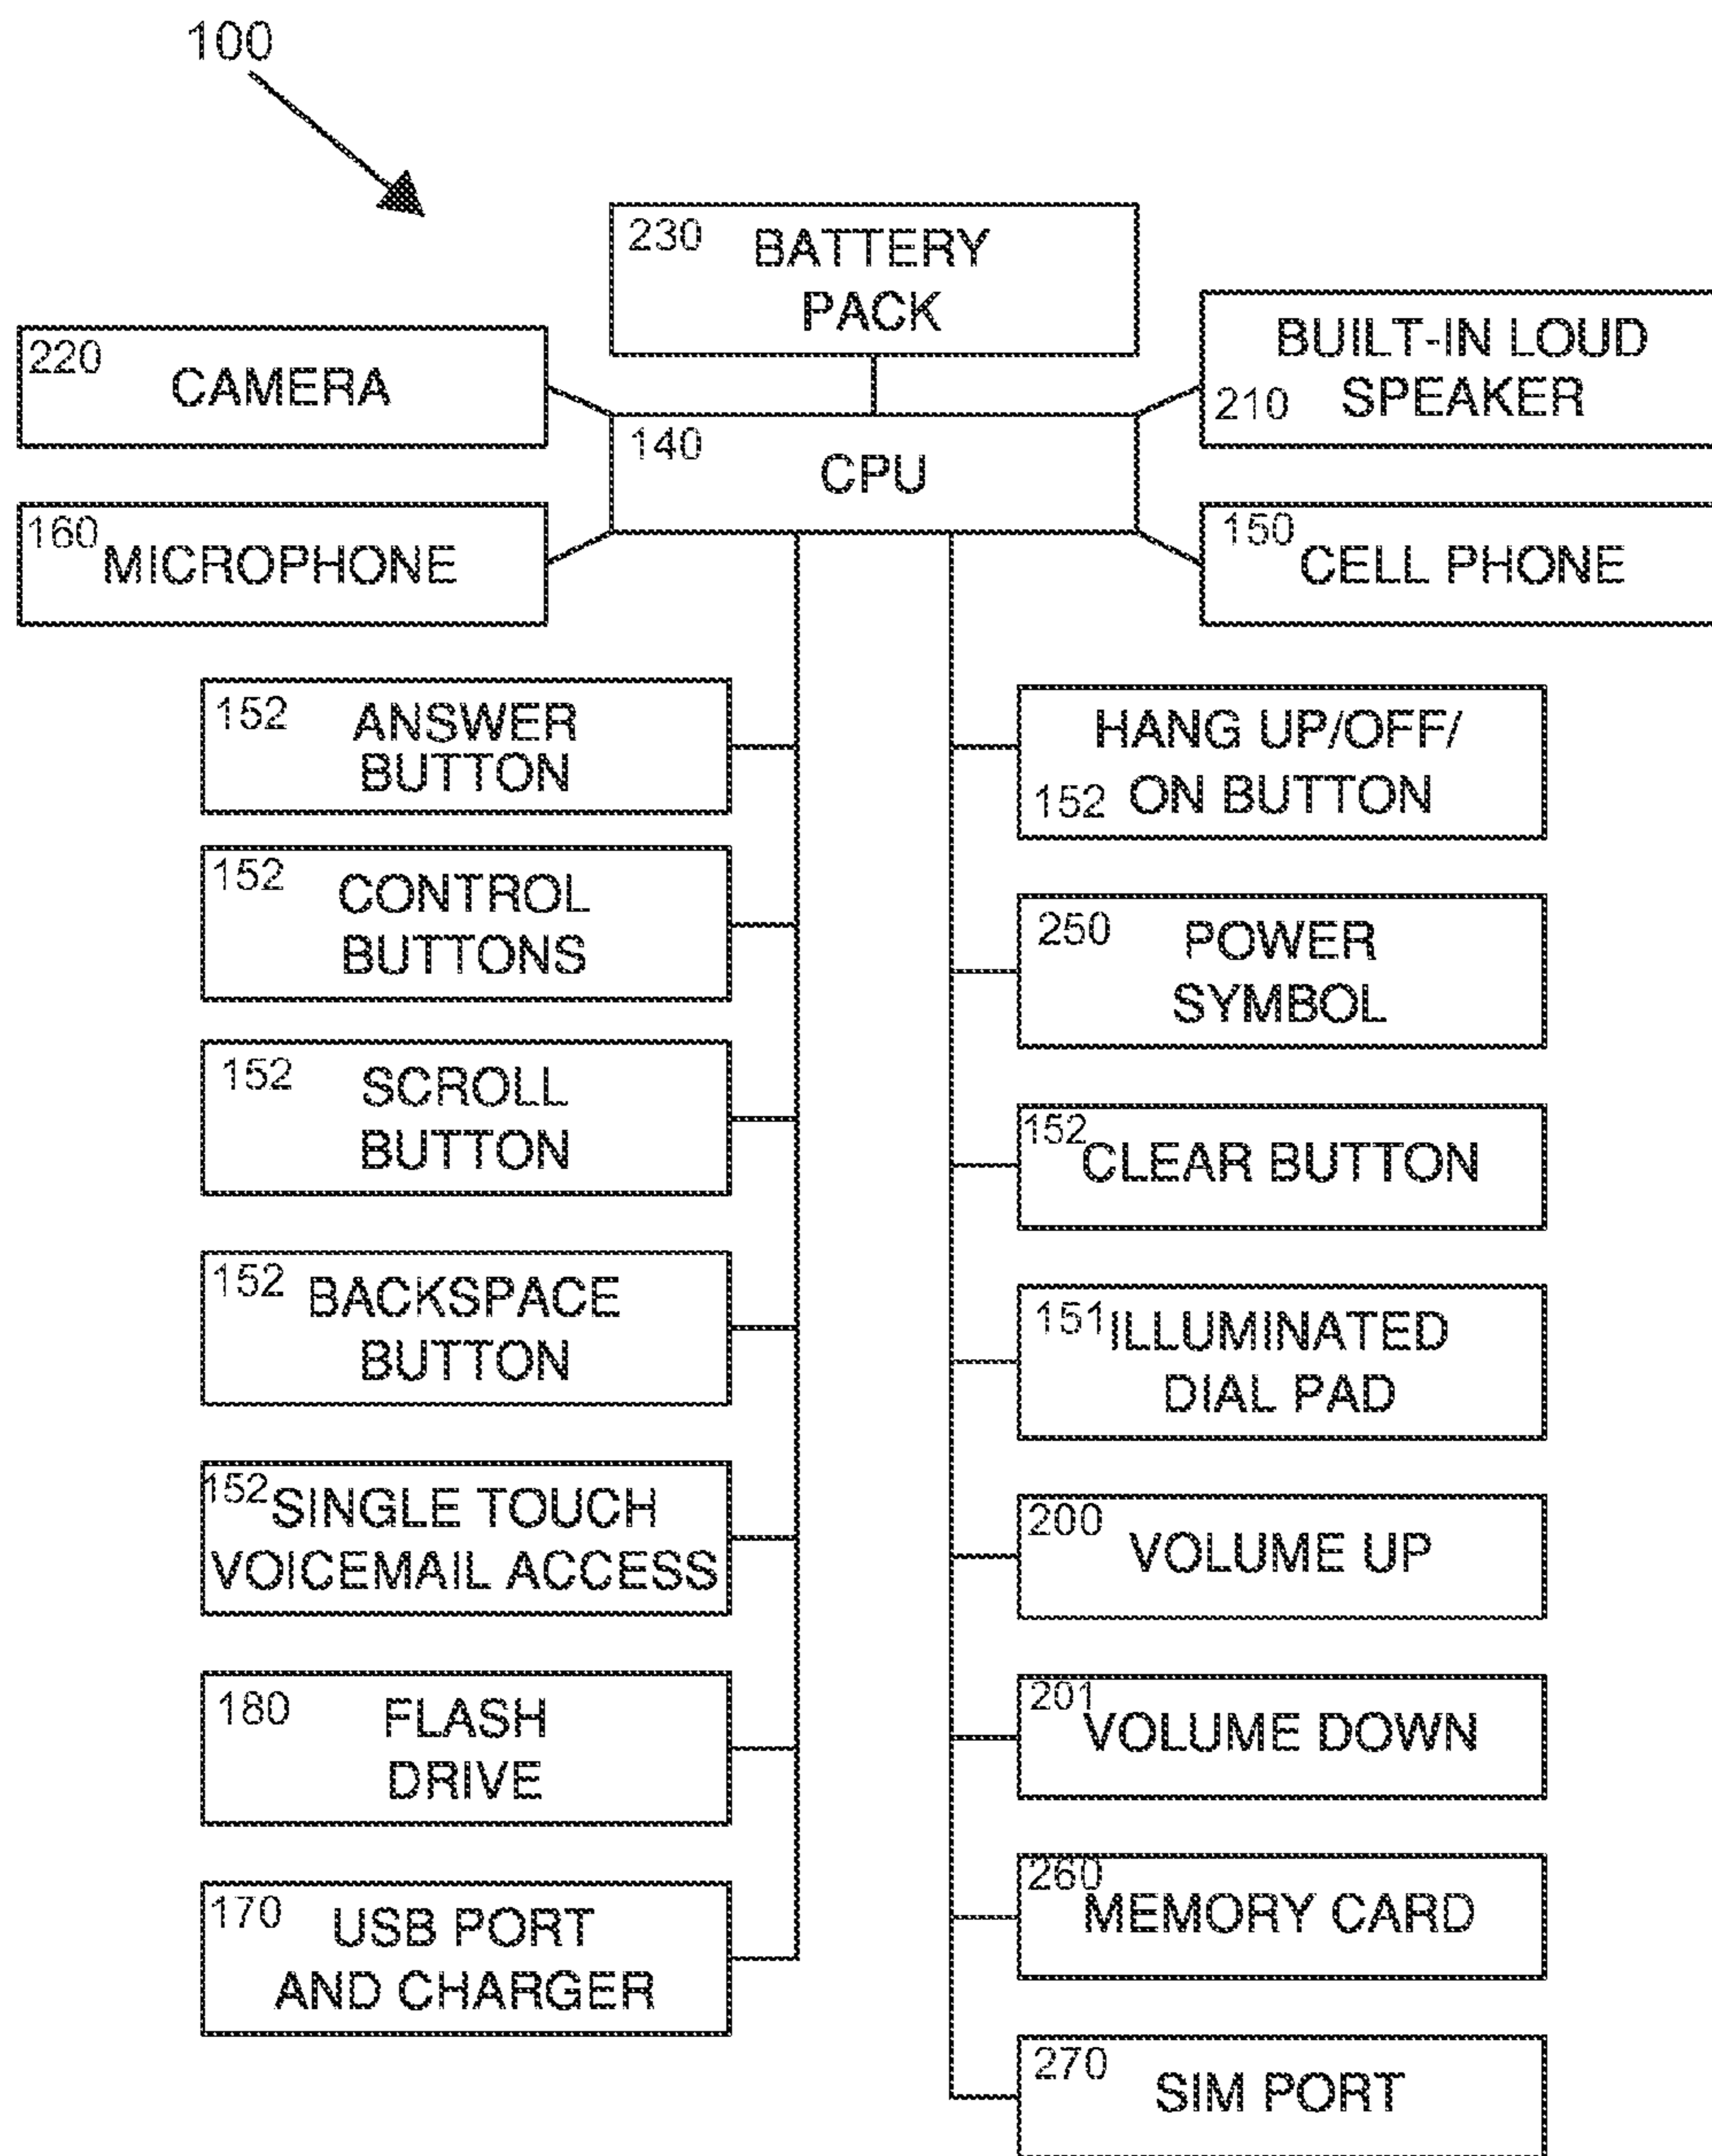 100
230 BATTERY
PACK
220 CAMERA
BUILT-IN LOUD
210 SPEAKER
140 CPU
160 MICROPHONE
150 CELL PHONE
152 ANSWER
BUTTON
HANG UP/OFF/
152 ON BUTTON
152 CONTROL
BUTTONS
250 POWER
SYMBOL
152 SCROLL
BUTTON
152 CLEAR BUTTON
152 BACKSPACE
BUTTON
151 ILLUMINATED
DIAL PAD
152 SINGLE TOUCH
VOICEMAIL ACCESS
200 VOLUME UP
180 FLASH
DRIVE
201 VOLUME DOWN
170 USB PORT
AND CHARGER
260 MEMORY CARD
270 SIM PORT